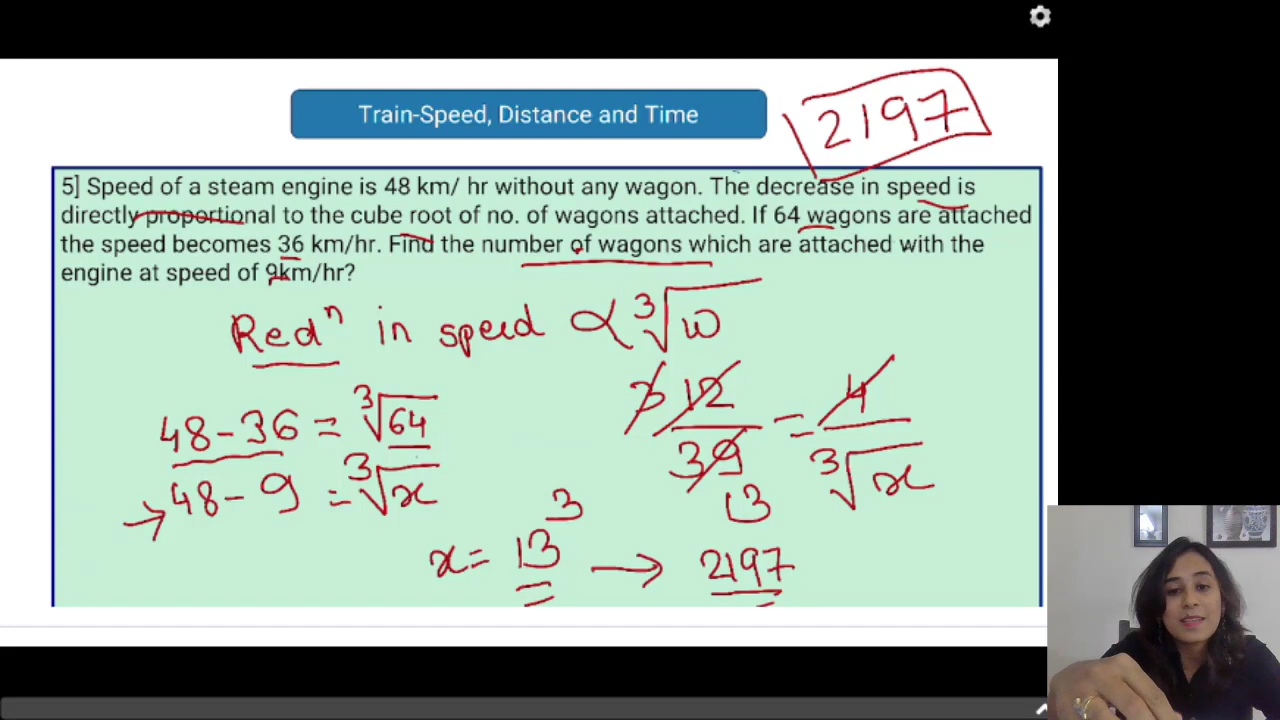 Train-Speed, Distance and Time
2197
5] Speed of a steam engine is 48 km/ hr without any wagon. The decrease in speed is
directly proportional to the cube root of no. of wagons attached. If 64 wagons are attached
the speed becomes 36 km/hr. Find the number of wagons which are attached with the
engine at speed of 9km/hr?
Redⁿ in speed ∝ ∛w
48-36 = ∛64
→48-9 = ∛x
3 12 = 4
39 ∛x
13
x = 13³ → 2197